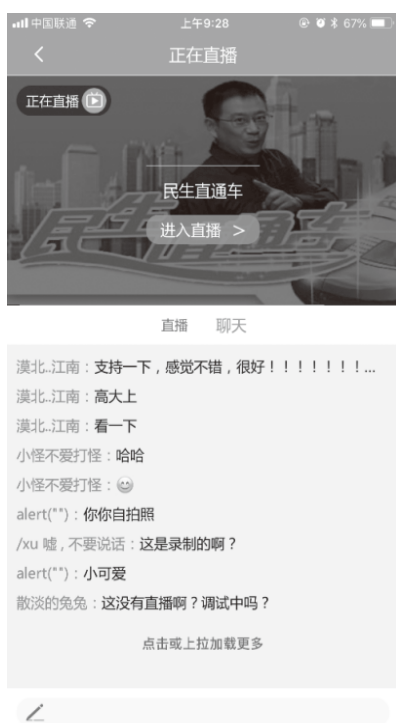 中国联通
上午9:28
67%
正在直播
正在直播
民生直通车
进入直播 >
民生直通车
直播 聊天
漠北..江南：支持一下，感觉不错，很好！！！！！！！...
漠北..江南：高大上
漠北..江南：看一下
小怪不爱打怪：哈哈
小怪不爱打怪：
alert("")：你你自拍照
/xu 嘘，不要说话：这是录制的啊？
alert("")：小可爱
散淡的兔兔：这没有直播啊？调试中吗？
点击或上拉加载更多